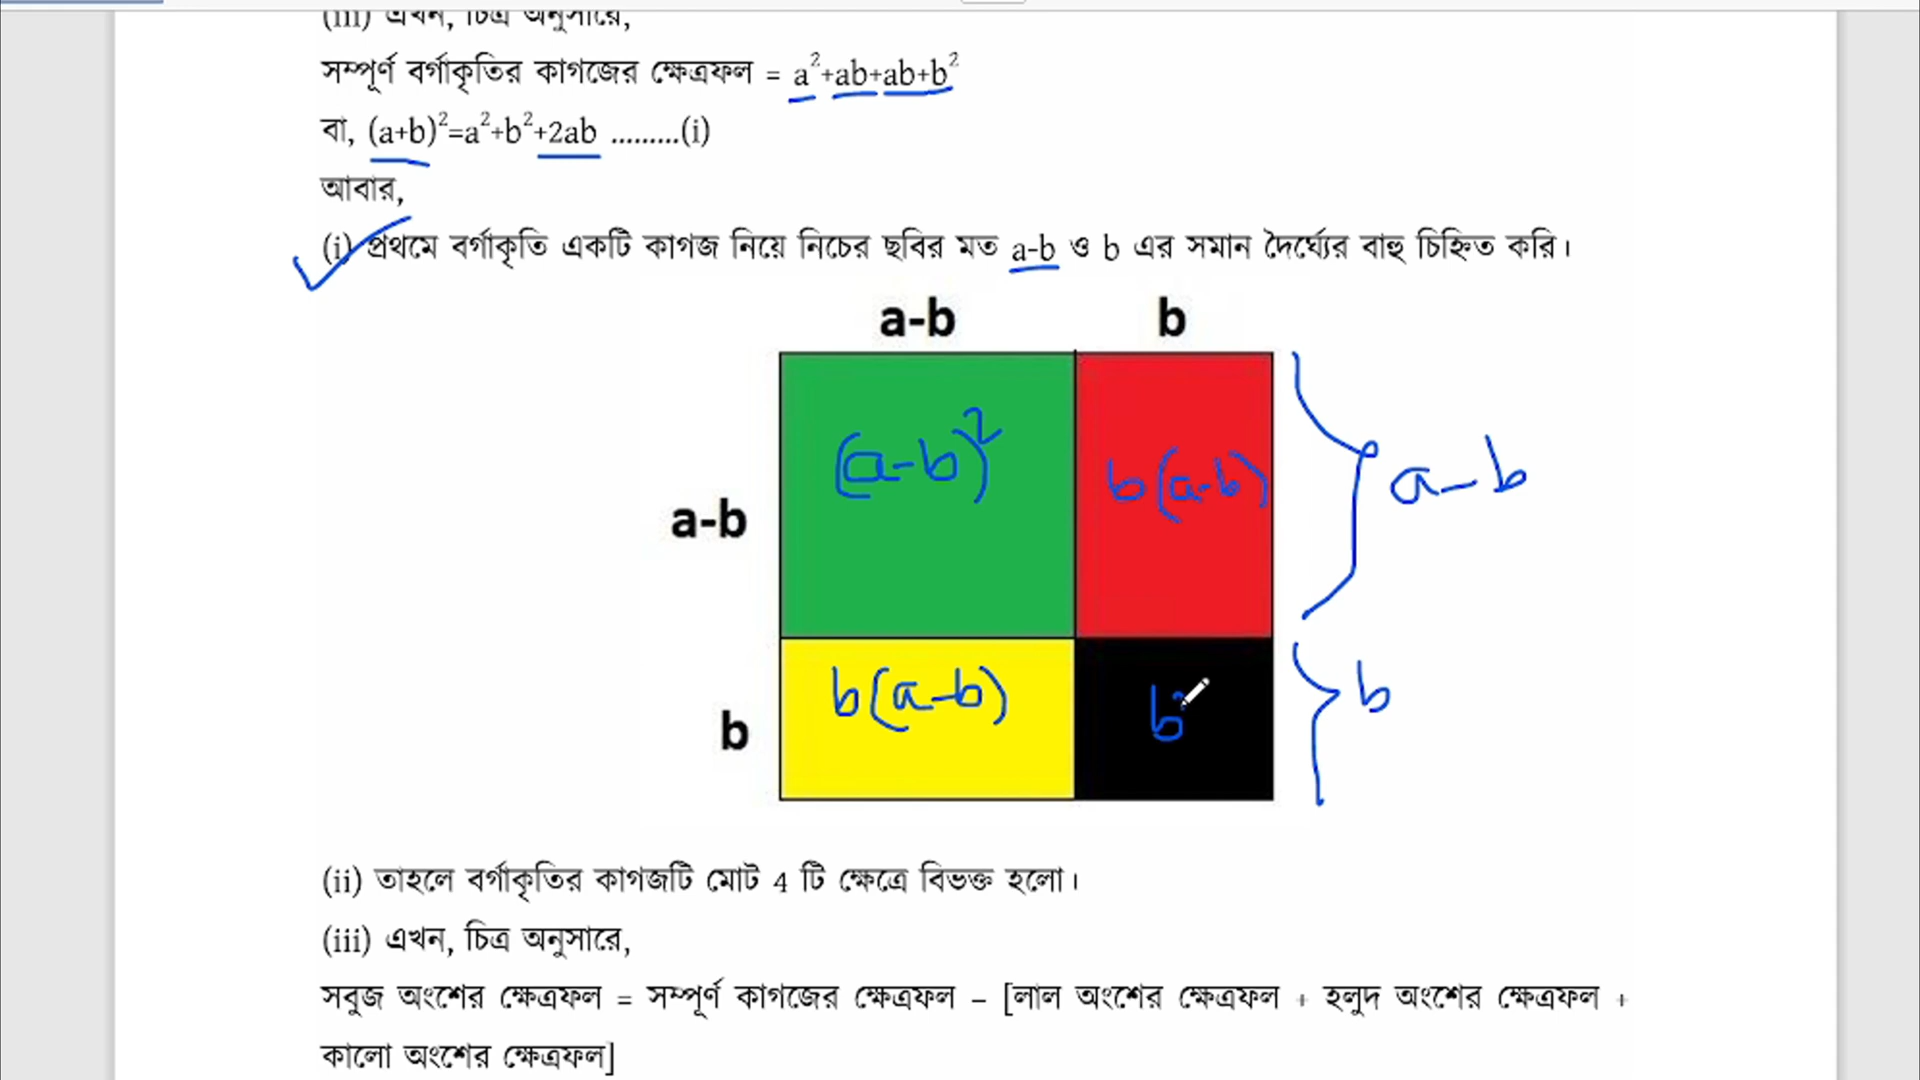 (iii) এখন, চিত্র অনুসারে,
সম্পূর্ণ বর্গাকৃতির কাগজের ক্ষেত্রফল = a²+ab+ab+b²
বা, (a+b)²=a²+b²+2ab .........(i)
আবার,
(i) প্রথমে বর্গাকৃতি একটি কাগজ নিয়ে নিচের ছবির মত a-b ও b এর সমান দৈর্ঘ্যের বাহু চিহ্নিত করি।
a-b b
(a-b)² b(a-b) a-b
a-b
b(a-b) b² b
b
(ii) তাহলে বর্গাকৃতির কাগজটি মোট 4 টি ক্ষেত্রে বিভক্ত হলো।
(iii) এখন, চিত্র অনুসারে,
সবুজ অংশের ক্ষেত্রফল = সম্পূর্ণ কাগজের ক্ষেত্রফল – [লাল অংশের ক্ষেত্রফল + হলুদ অংশের ক্ষেত্রফল +
কালো অংশের ক্ষেত্রফল]